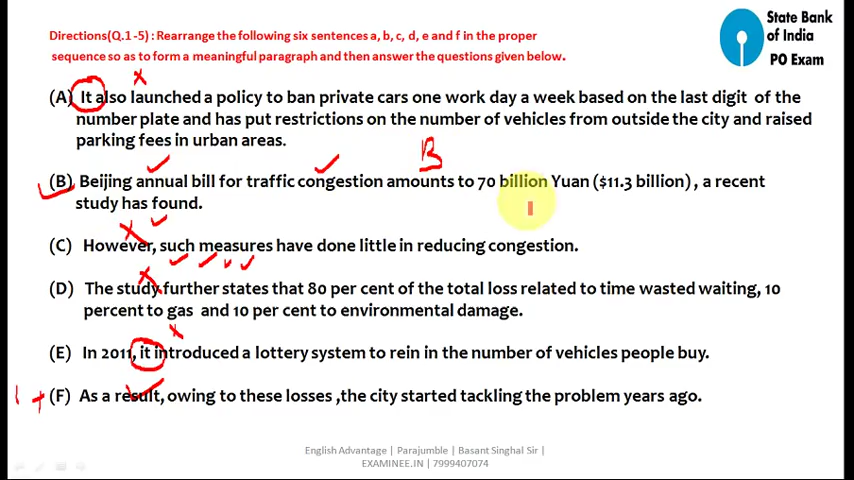 Directions(Q.1-5) : Rearrange the following six sentences a, b, c, d, e and f in the proper
sequence so as to form a meaningful paragraph and then answer the questions given below.
State Bank
of India
PO Exam
(A) It also launched a policy to ban private cars one work day a week based on the last digit of the
number plate and has put restrictions on the number of vehicles from outside the city and raised
parking fees in urban areas.
B
(B) Beijing annual bill for traffic congestion amounts to 70 billion Yuan ($11.3 billion) , a recent
study has found.
(C) However, such measures have done little in reducing congestion.
(D) The study further states that 80 per cent of the total loss related to time wasted waiting, 10
percent to gas and 10 per cent to environmental damage.
(E) In 2011, it introduced a lottery system to rein in the number of vehicles people buy.
(F) As a result, owing to these losses ,the city started tackling the problem years ago.
English Advantage | Parajumble | Basant Singhal Sir |
EXAMINEE.IN | 7999407074